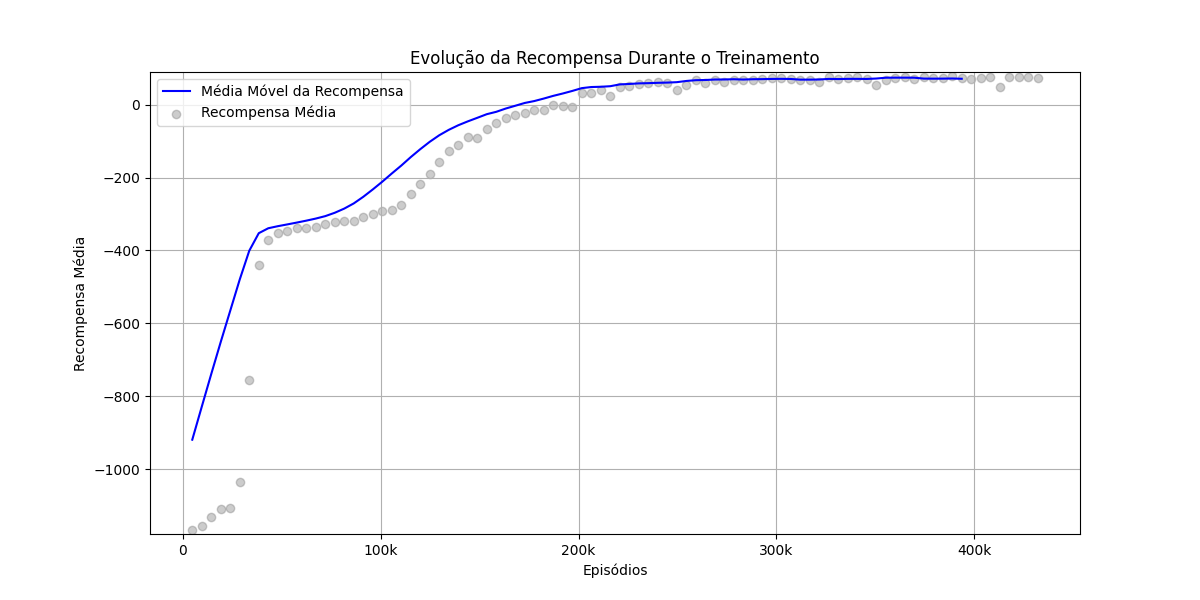 Evolução da Recompensa Durante o Treinamento
Média Móvel da Recompensa
Recompensa Média
Recompensa Média
0
−200
−400
−600
−800
−1000
0
100k
200k
300k
400k
Episódios